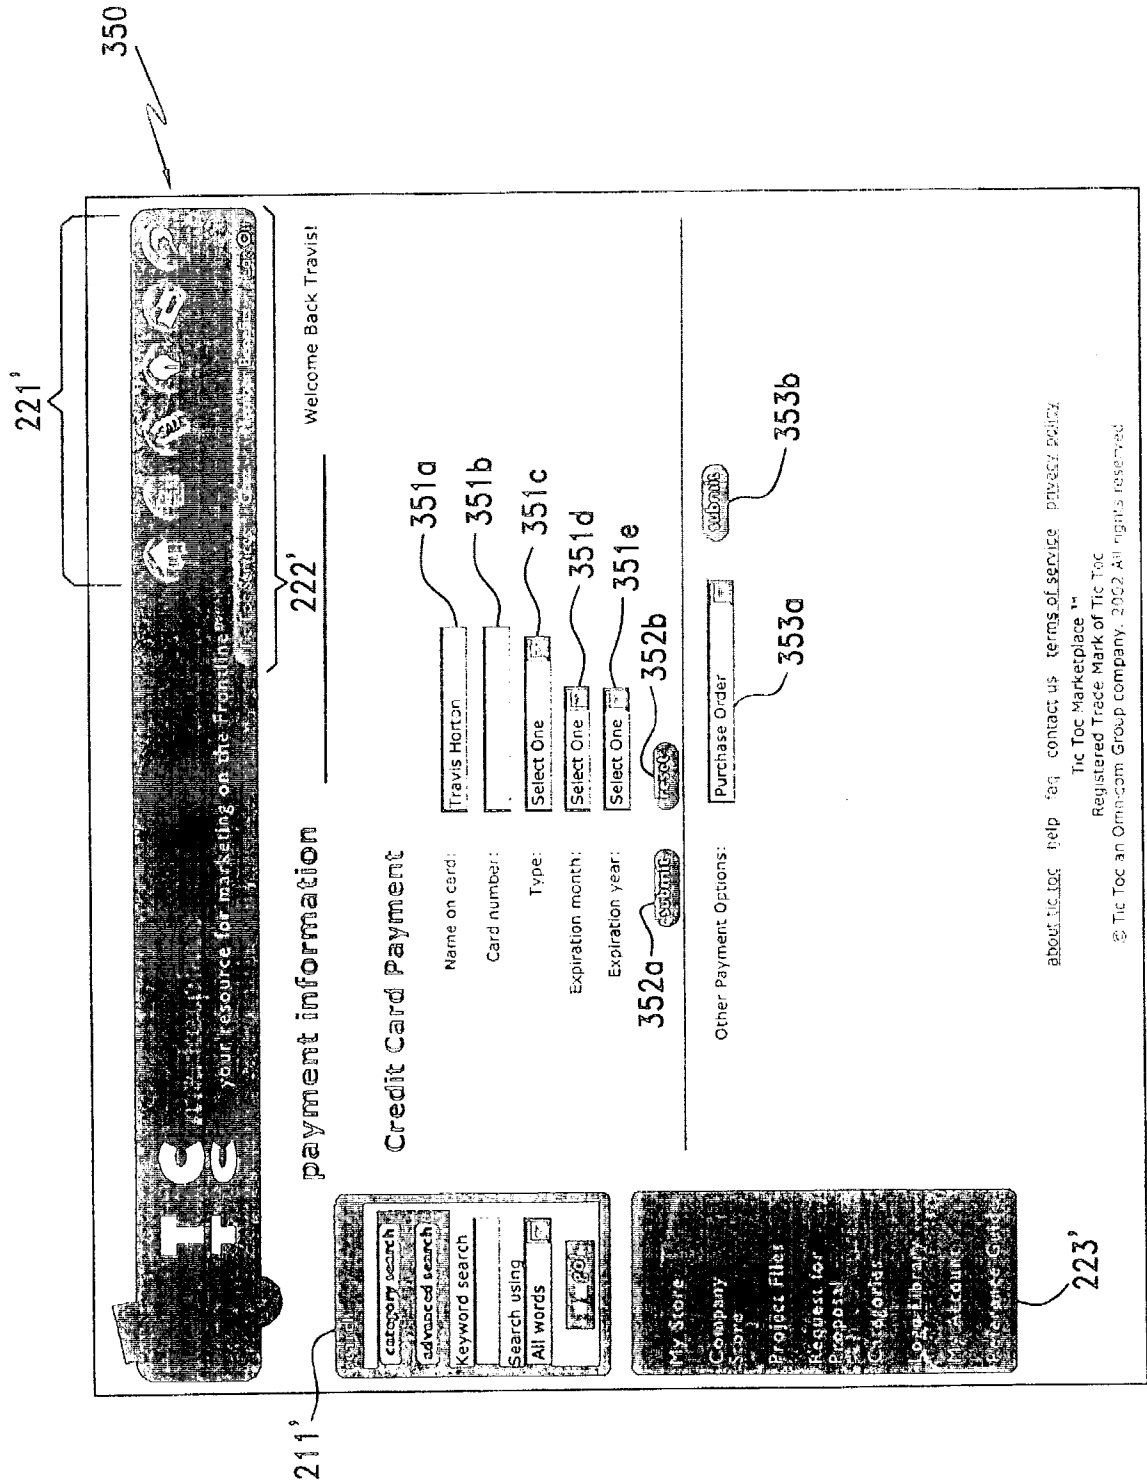 350
221'
your resource for marketing on the frontline
222'
payment information
Welcome Back Travis!
211'
category search
advanced search
Keyword search
Search using
All words
Credit Card Payment
Name on card: Travis Horton 351a
Card number: 351b
Type: Select One 351c
Expiration month: Select One 351d
Expiration year: Select One 351e
352a submit reset 352b
Other Payment Options: Purchase Order submit 353b
353a
My Store
Company
Store
Project Files
Request for
Proposal
223'
about tic toc help faq contact us terms of service privacy policy
Tic Toc Marketplace ™
Registered Trade Mark of Tic Toc
© Tic Toc an Omnicom Group company. 2002 All rights reserved